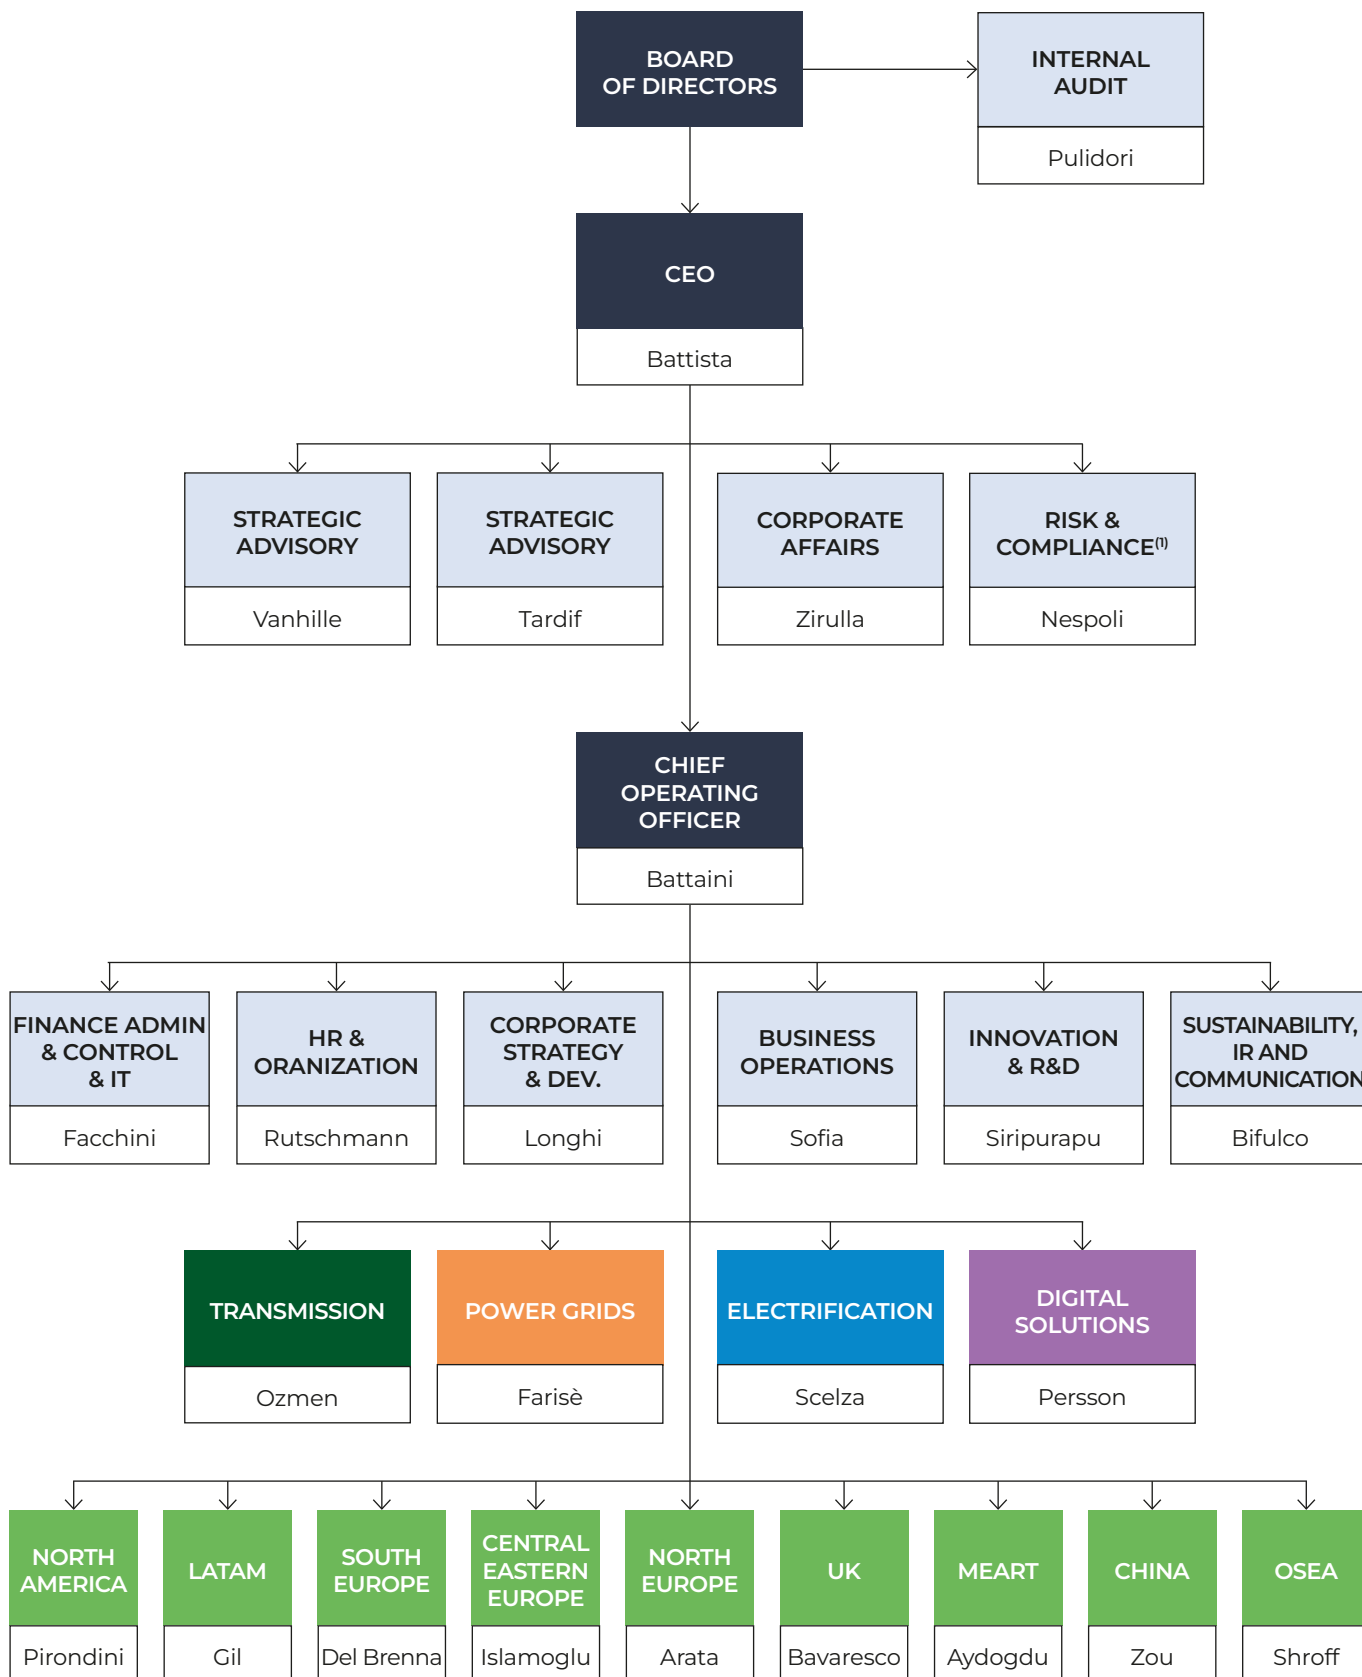 BOARD
OF DIRECTORS
INTERNAL
AUDIT
Pulidori
CEO
Battista
STRATEGIC
ADVISORY
Vanhille
STRATEGIC
ADVISORY
Tardif
CORPORATE
AFFAIRS
Zirulla
RISK &
COMPLIANCE(1)
Nespoli
CHIEF
OPERATING
OFFICER
Battaini
FINANCE ADMIN
& CONTROL
& IT
Facchini
HR &
ORANIZATION
Rutschmann
CORPORATE
STRATEGY
& DEV.
Longhi
BUSINESS
OPERATIONS
Sofia
INNOVATION
& R&D
Siripurapu
SUSTAINABILITY,
IR AND
COMMUNICATION
Bifulco
TRANSMISSION
Ozmen
POWER GRIDS
Farisè
ELECTRIFICATION
Scelza
DIGITAL
SOLUTIONS
Persson
NORTH
AMERICA
Pirondini
LATAM
Gil
SOUTH
EUROPE
Del Brenna
CENTRAL
EASTERN
EUROPE
Islamoglu
NORTH
EUROPE
Arata
UK
Bavaresco
MEART
Aydogdu
CHINA
Zou
OSEA
Shroff